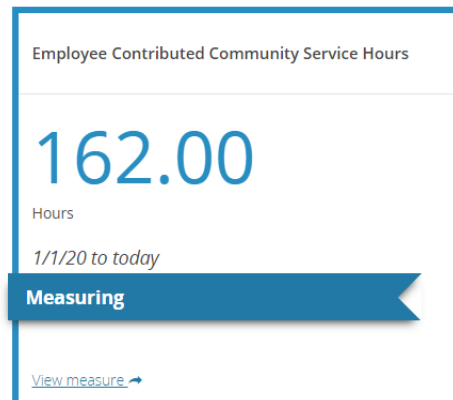 Employee Contributed Community Service Hours
162.00
Hours
1/1/20 to today
Measuring
View measure